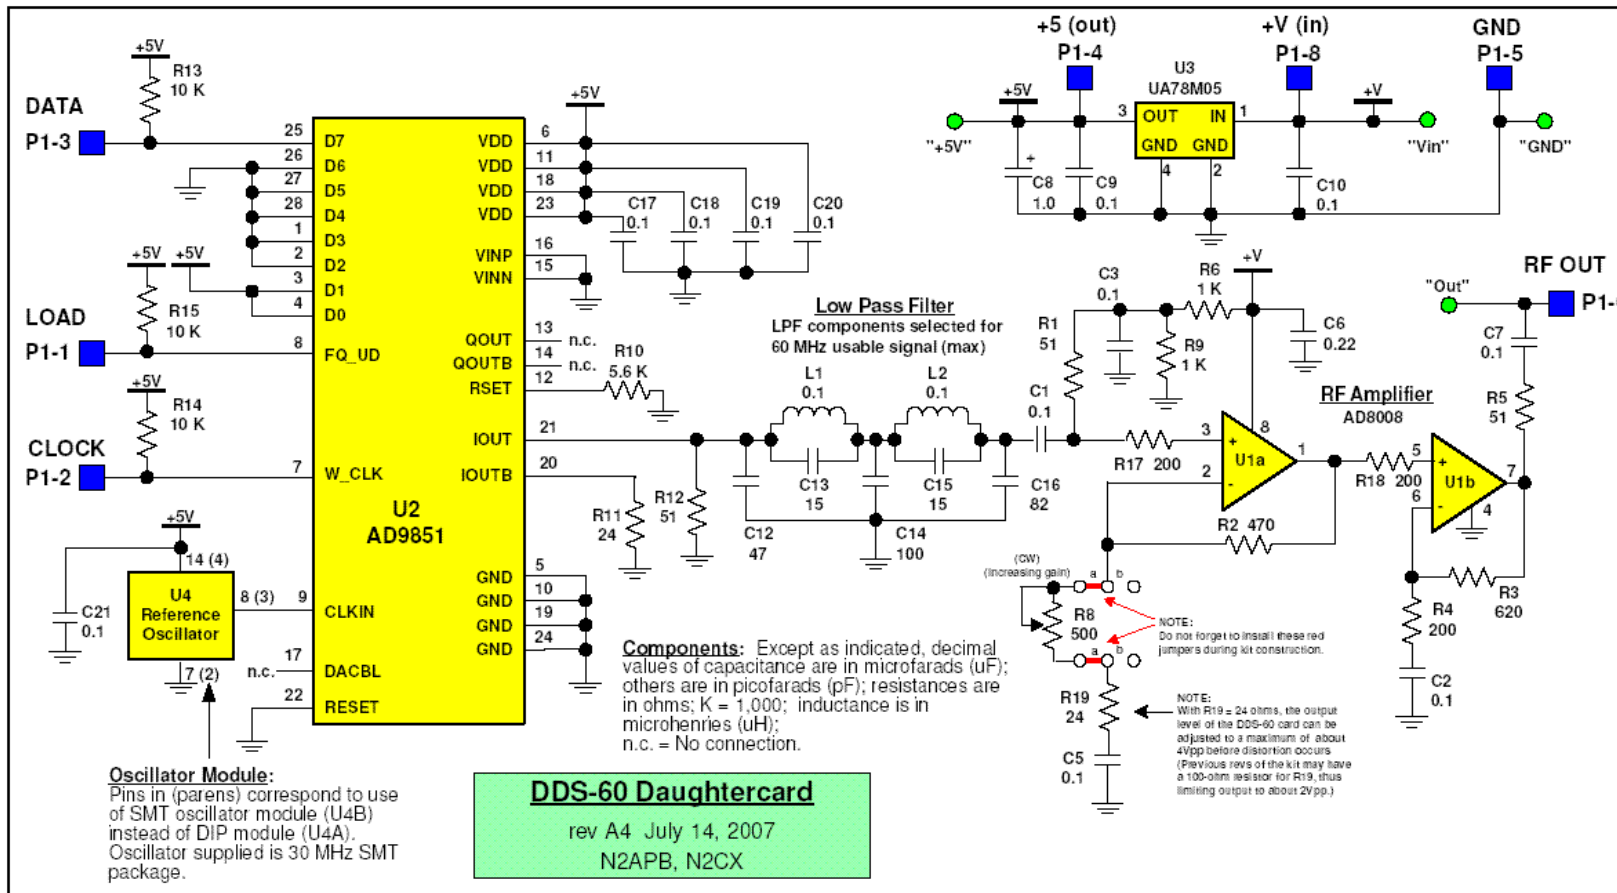 +5 (out)
P1-4
+V (in)
P1-8
GND
P1-5
U3
UA78M05
+5V
+V
3
OUT
IN
1
GND
GND
4
2
"+5V"
"Vin"
"GND"
+
C8
1.0
C9
0.1
C10
0.1
+5V
R13
10 K
DATA
P1-3
+5V
+5V
R15
10 K
LOAD
P1-1
+5V
R14
10 K
CLOCK
P1-2
+5V
14 (4)
U4
Reference
Oscillator
8 (3)
7 (2)
C21
0.1
25
D7
26
D6
27
D5
28
D4
1
D3
2
D2
3
D1
4
D0
8
FQ_UD
7
W_CLK
U2
AD9851
9
CLKIN
n.c.
17
DACBL
22
RESET
+5V
VDD
6
VDD
11
VDD
18
VDD
23
VINP
16
VINN
15
QOUT
13
n.c.
QOUTB
14
n.c.
RSET
12
R10
5.6 K
IOUT
21
IOUTB
20
GND
5
GND
10
GND
19
GND
24
C17
0.1
C18
0.1
C19
0.1
C20
0.1
Low Pass Filter
LPF components selected for
60 MHz usable signal (max)
L1
0.1
L2
0.1
C13
15
C15
15
R11
24
R12
51
C12
47
C14
100
C16
82
C1
0.1
R1
51
C3
0.1
R6
1 K
R9
1 K
+V
C6
0.22
R17 200
3
+
2
-
U1a
8
1
RF Amplifier
AD8008
R18
200
5
+
6
-
U1b
7
4
R2 470
R3
620
R4
200
C2
0.1
R5
51
C7
0.1
"Out"
RF OUT
P1-
(CW)
(Increasing gain)
a
b
R8
500
a
b
NOTE:
Do not forget to install these red
jumpers during kit construction.
R19
24
C5
0.1
NOTE:
With R19 = 24 ohms, the output
level of the DDS-60 card can be
adjusted to a maximum of about
4Vpp before distortion occurs
(Previous revs of the kit may have
a 100-ohm resistor for R19, thus
limiting output to about 2Vpp.)
Components: Except as indicated, decimal
values of capacitance are in microfarads (uF);
others are in picofarads (pF); resistances are
in ohms; K = 1,000; inductance is in
microhenries (uH);
n.c. = No connection.
Oscillator Module:
Pins in (parens) correspond to use
of SMT oscillator module (U4B)
instead of DIP module (U4A).
Oscillator supplied is 30 MHz SMT
package.
DDS-60 Daughtercard
rev A4 July 14, 2007
N2APB, N2CX